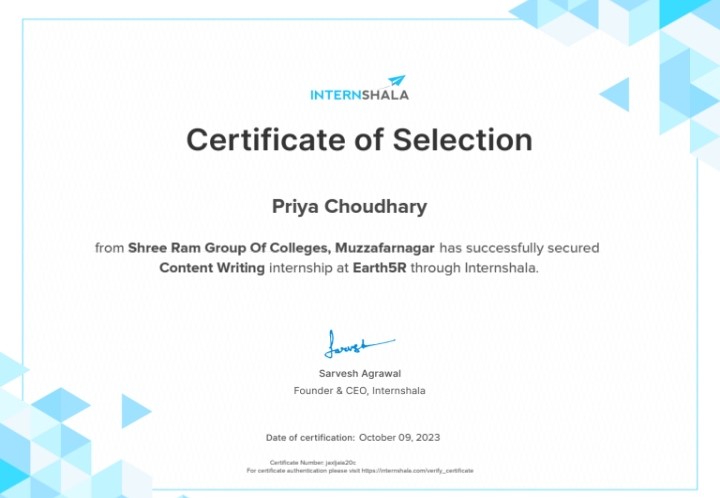 INTERNSHALA
Certificate of Selection
Priya Choudhary
from Shree Ram Group Of Colleges, Muzzafarnagar has successfully secured
Content Writing internship at Earth5R through Internshala.
Sarvesh Agrawal
Founder & CEO, Internshala
Date of certification: October 09, 2023
Certificate Number:
For certificate authentication please visit https://internshala.com/verify_certificate